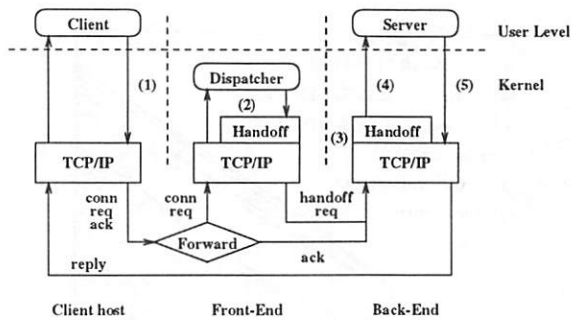 Client
Server
User Level
(1)
(4)
(5)
Kernel
Dispatcher
(2)
Handoff
(3)
Handoff
TCP/IP
TCP/IP
TCP/IP
conn
req
ack
conn
req
handoff
req
Forward
ack
reply
Client host
Front-End
Back-End